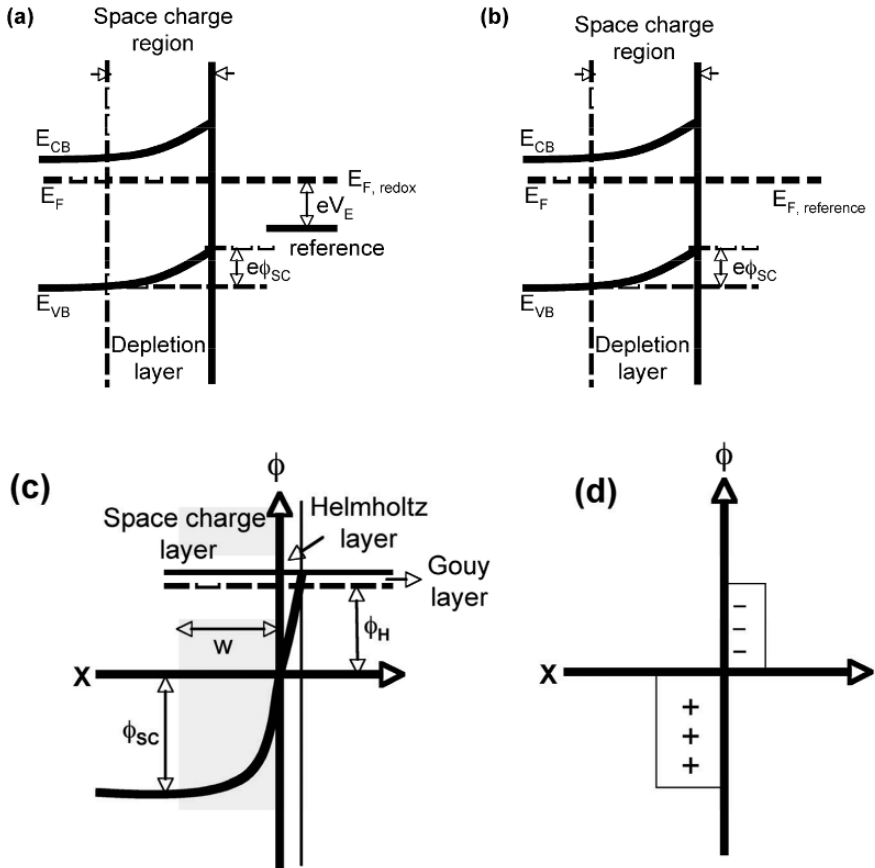 (a)
Space charge
region
E_CB
E_F
E_F, redox
eV_E
reference
eϕ_SC
E_VB
Depletion
layer
(b)
Space charge
region
E_CB
E_F
E_F, reference
eϕ_SC
E_VB
Depletion
layer
(c)
ϕ
Space charge
layer
Helmholtz
layer
Gouy
layer
w
ϕ_H
X
ϕ_SC
(d)
ϕ
−
−
−
X
+
+
+